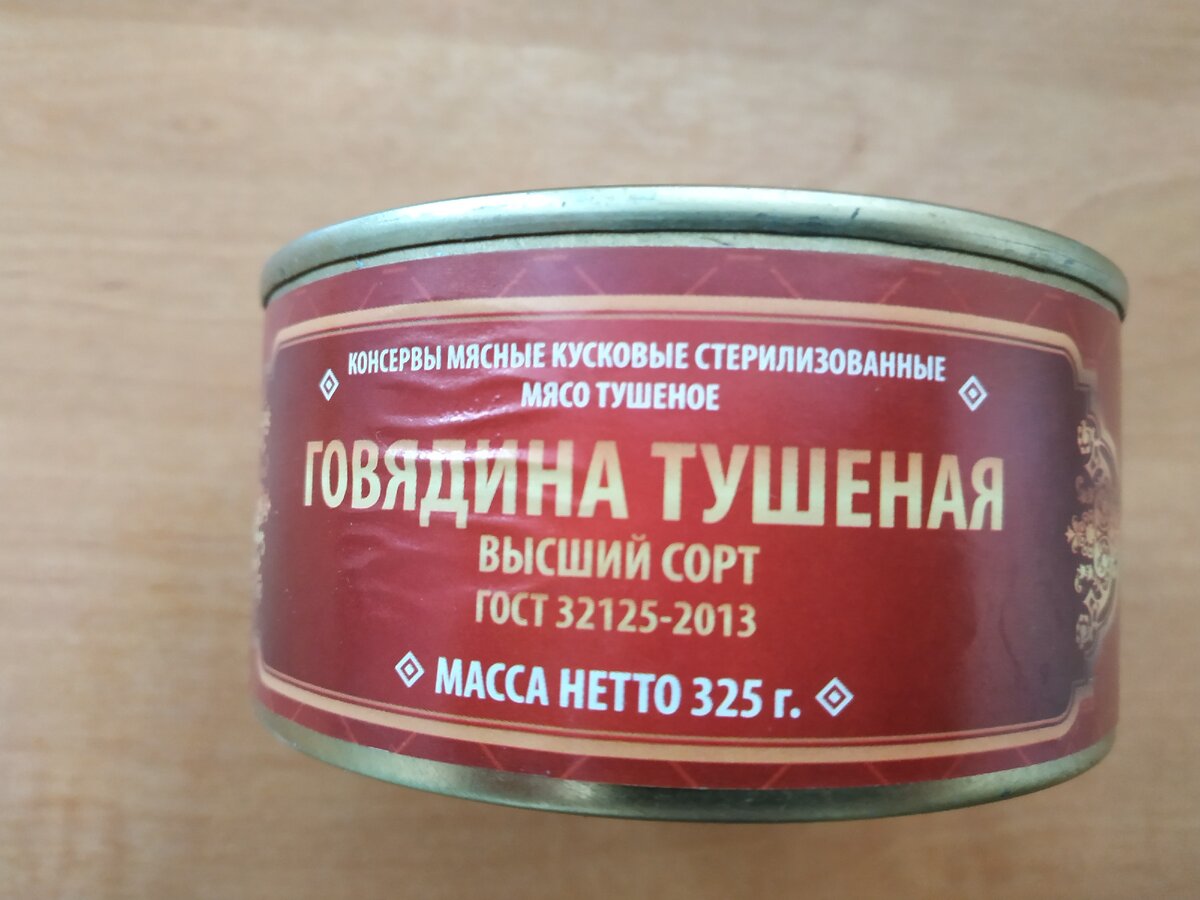 КОНСЕРВЫ МЯСНЫЕ КУСКОВЫЕ СТЕРИЛИЗОВАННЫЕ
МЯСО ТУШЕНОЕ
ГОВЯДИНА ТУШЕНАЯ
ВЫСШИЙ СОРТ
ГОСТ 32125-2013
МАССА НЕТТО 325 г.